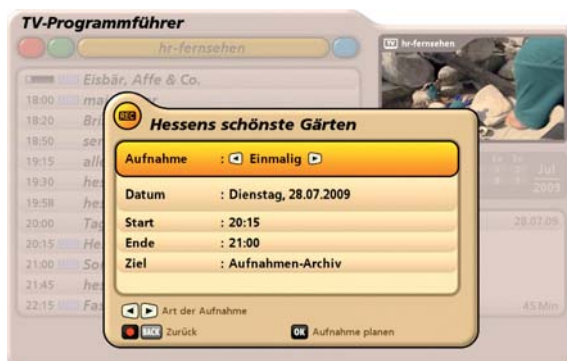 TV-Programmführer
hr-fernsehen
TV hr-fernsehen
Eisbär, Affe & Co.
18:00
18:20
18:50
19:15
19:30
19:58
20:00
20:15
21:00
21:45
22:15
Jul
2009
28.07.09
45 Min
REC Hessens schönste Gärten
Aufnahme : Einmalig
Datum : Dienstag, 28.07.2009
Start : 20:15
Ende : 21:00
Ziel : Aufnahmen-Archiv
Art der Aufnahme
BACK Zurück OK Aufnahme planen